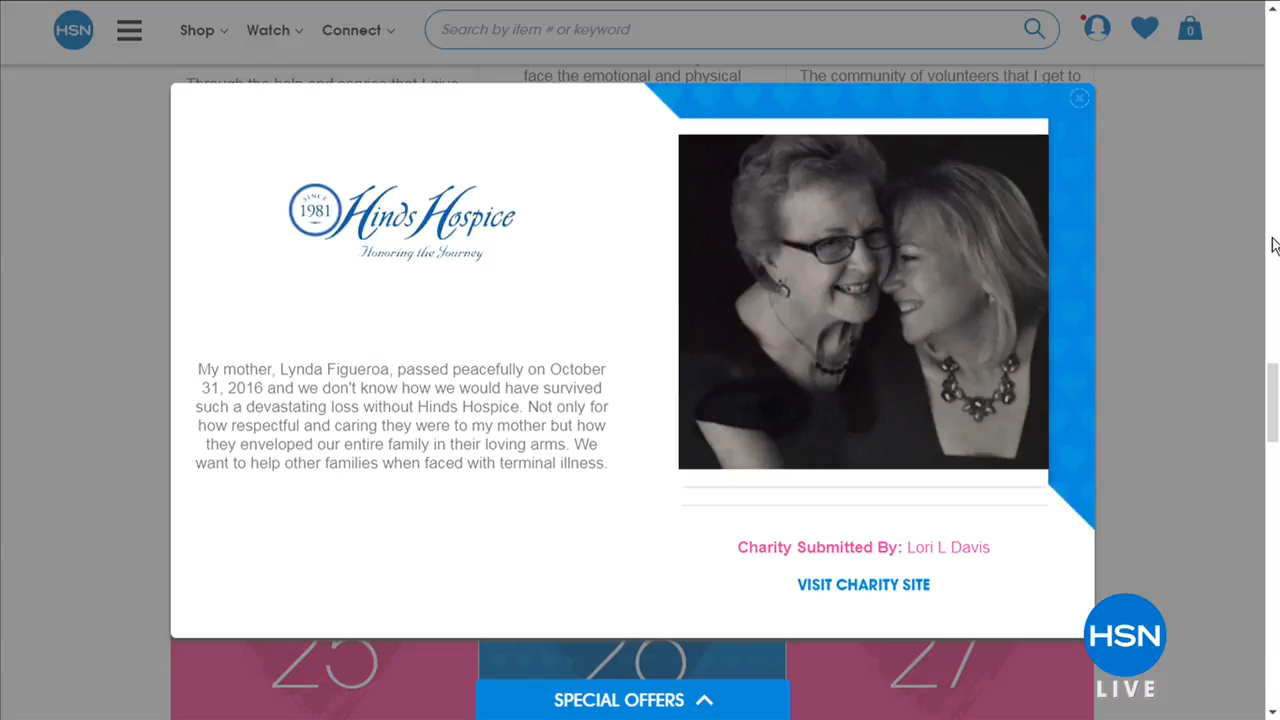 HSN
Shop
Watch
Connect
Search by item # or keyword
0
face the emotional and physical
The community of volunteers that I get to
SINCE
1981
Hinds Hospice
Honoring the Journey
My mother, Lynda Figueroa, passed peacefully on October
31, 2016 and we don't know how we would have survived
such a devastating loss without Hinds Hospice. Not only for
how respectful and caring they were to my mother but how
they enveloped our entire family in their loving arms. We
want to help other families when faced with terminal illness.
Charity Submitted By: Lori L Davis
VISIT CHARITY SITE
25
26
27
SPECIAL OFFERS
HSN
LIVE